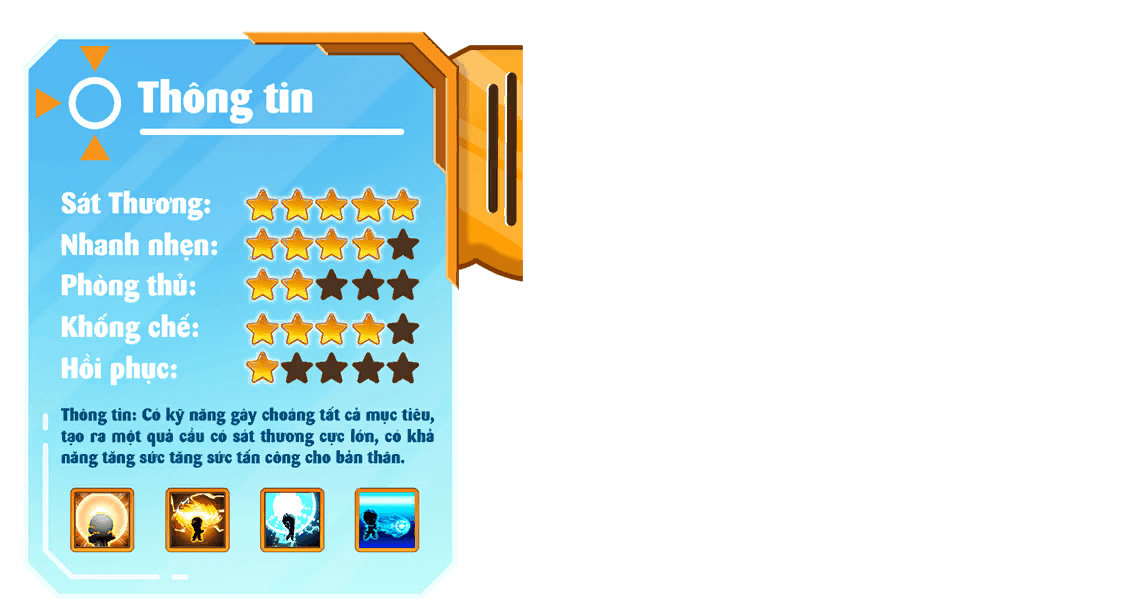 Thông tin
Sát Thương:
Nhanh nhẹn:
Phòng thủ:
Khống chế:
Hồi phục:
Thông tin: Có kỹ năng gây choáng tất cả mục tiêu,
tạo ra một quả cầu có sát thương cực lón, có khả
năng tăng sức tăng sức tấn công cho bản thân.